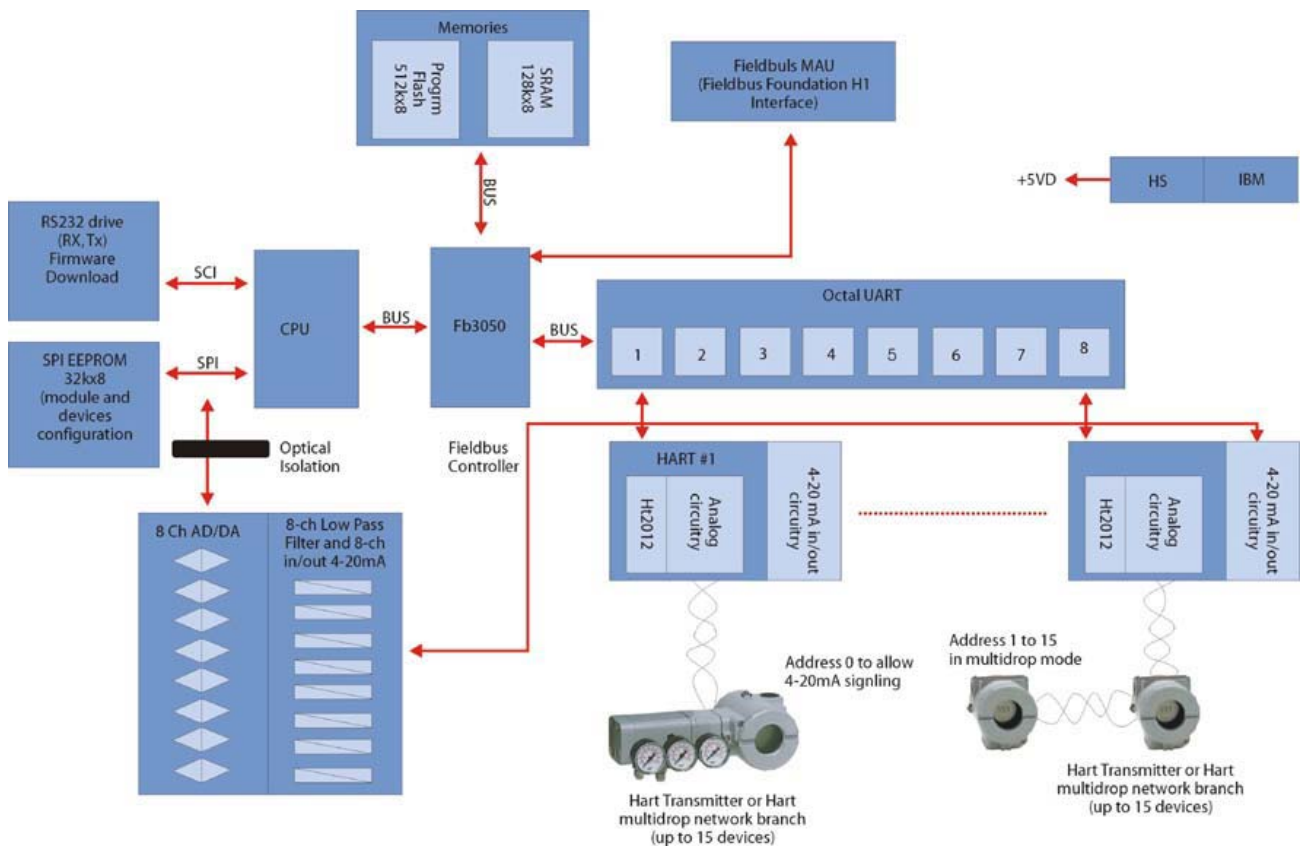 Memories
Progrm
Flash
512kx8
SRAM
128kx8
Fieldbuls MAU
(Fieldbus Foundation H1
Interface)
+5VD
HS
IBM
BUS
RS232 drive
(RX, Tx)
Firmware
Download
SCI
CPU
BUS
Fb3050
BUS
Octal UART
1
2
3
4
5
6
7
8
SPI EEPROM
32kx8
(module and
devices
configuration
SPI
Optical
Isolation
Fieldbus
Controller
HART #1
Ht2012
Analog
circuitry
4-20 mA in/out
circuitry
Ht2012
Analog
circuitry
4-20 mA in/out
circuitry
8 Ch AD/DA
8-ch Low Pass
Filter and 8-ch
in/out 4-20mA
Address 0 to allow
4-20mA signling
Address 1 to 15
in multidrop mode
Hart Transmitter or Hart
multidrop network branch
(up to 15 devices)
Hart Transmitter or Hart
multidrop network branch
(up to 15 devices)